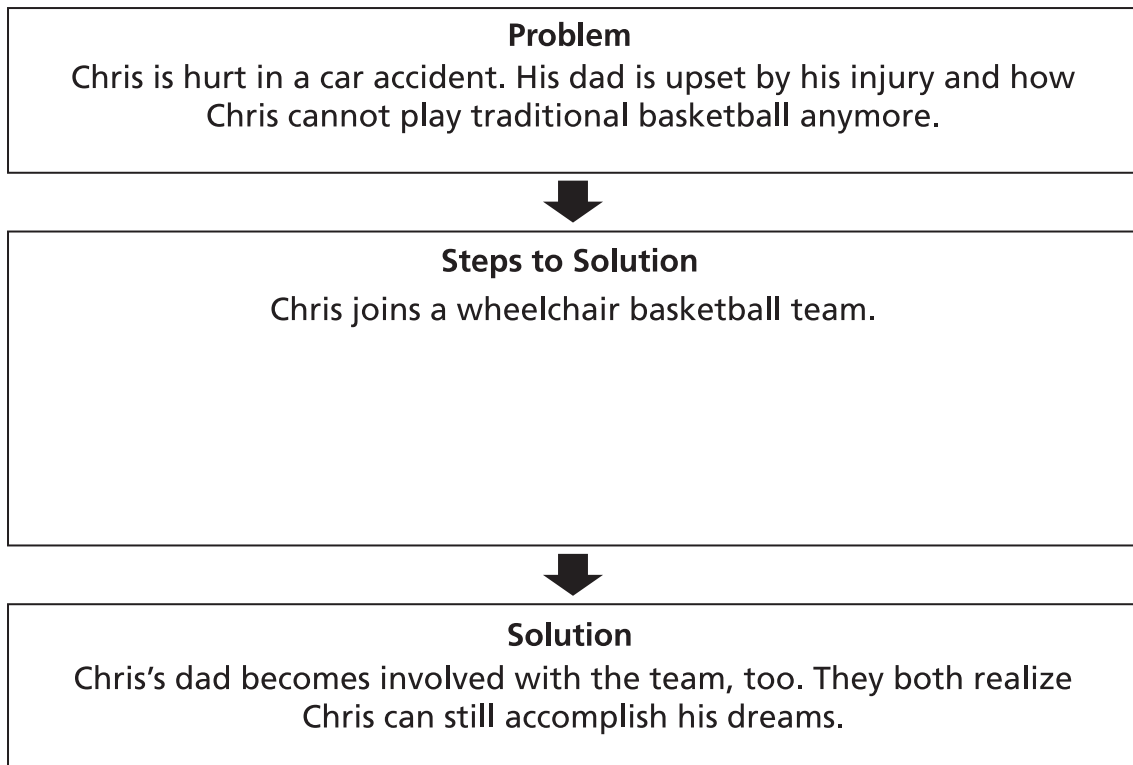 Problem
Chris is hurt in a car accident. His dad is upset by his injury and how
Chris cannot play traditional basketball anymore.
Steps to Solution
Chris joins a wheelchair basketball team.
Solution
Chris’s dad becomes involved with the team, too. They both realize
Chris can still accomplish his dreams.